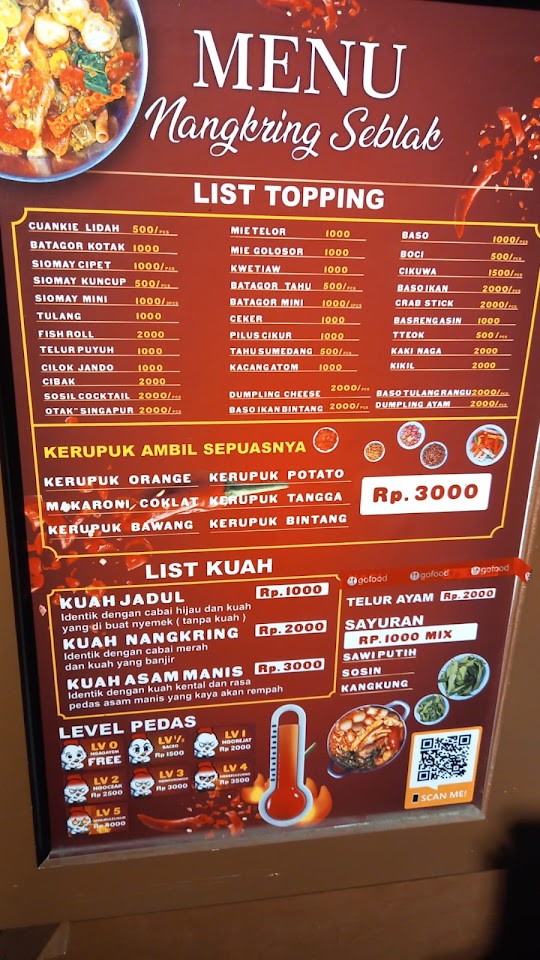 MENU
Nangkring Seblak
LIST TOPPING
CUANKIE LIDAH 500/PCS
BATAGOR KOTAK 1000
SIOMAY CIPET 1000/PCS
SIOMAY KUNCUP 500/PCS
SIOMAY MINI 1000/3PCS
TULANG 1000
FISH ROLL 2000
TELUR PUYUH 1000
CILOK JANDO 1000
CIBAK 2000
SOSIL COCKTAIL 2000/PCS
OTAK" SINGAPUR 2000/PCS
MIE TELOR 1000
MIE GOLOSOR 1000
KWETIAW 1000
BATAGOR TAHU 500/PCS
BATAGOR MINI 1000/3PCS
CEKER 1000
PILUS CIKUR 1000
TAHU SUMEDANG 500/PCS
KACANG ATOM 1000
DUMPLING CHEESE 2000/PCS
BASO IKAN BINTANG 2000/PCS
BASO 1000/PCS
BOCI 500/PCS
CIKUWA 1500/PCS
BASO IKAN 2000/PCS
CRAB STICK 2000/PCS
BASRENG ASIN 1000
TTEOK 500/PCS
KAKI NAGA 2000
KIKIL 2000
BASO TULANG RANGU 2000/PCS
DUMPLING AYAM 2000/PCS
KERUPUK AMBIL SEPUASNYA
KERUPUK ORANGE KERUPUK POTATO
MAKARONI COKLAT KERUPUK TANGGA
KERUPUK BAWANG KERUPUK BINTANG
Rp. 3000
LIST KUAH
KUAH JADUL Rp. 1000
Identik dengan cabai hijau dan kuah
yang di buat nyemek ( tanpa kuah )
KUAH NANGKRING Rp. 2000
Identik dengan cabai merah
dan kuah yang banjir
KUAH ASAM MANIS Rp. 3000
Identik dengan kuah kental dan rasa
pedas asam manis yang kaya akan rempah
gofood gofood gofood
TELUR AYAM Rp. 2000
SAYURAN
RP. 1000 MIX
SAWI PUTIH
SOSIN
KANGKUNG
LEVEL PEDAS
LV 0
FREE
LV 1/2
Rp 1500
LV 1
NGOREJAT
Rp 2000
LV 2
NGOCEAK
Rp 2500
LV 3
Rp 3000
LV 4
Rp 3500
LV 5
Rp 4000
SCAN ME!